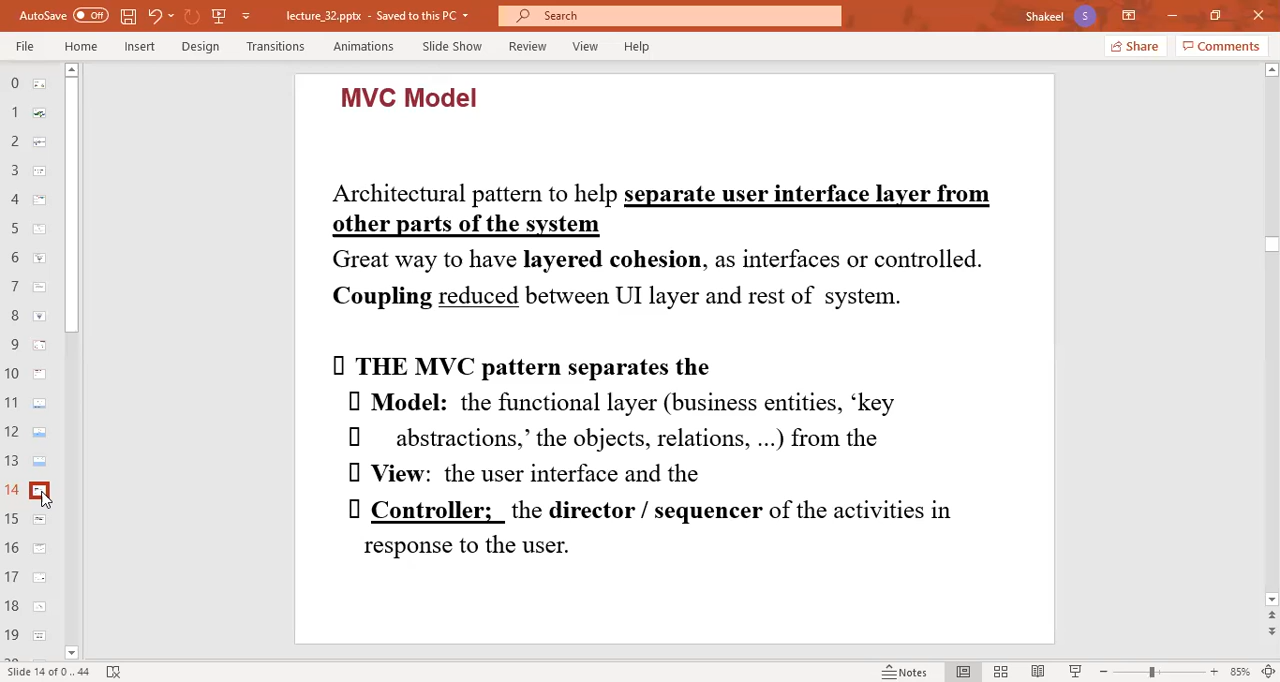 AutoSave Off lecture_32.pptx - Saved to this PC Search Shakeel S
File Home Insert Design Transitions Animations Slide Show Review View Help Share Comments
0
1
2
3
4
5
6
7
8
9
10
11
12
13
14
15
16
17
18
19
MVC Model
Architectural pattern to help separate user interface layer from
other parts of the system
Great way to have layered cohesion, as interfaces or controlled.
Coupling reduced between UI layer and rest of system.
THE MVC pattern separates the
Model: the functional layer (business entities, ‘key
abstractions,’ the objects, relations, ...) from the
View: the user interface and the
Controller; the director / sequencer of the activities in
response to the user.
Slide 14 of 0 .. 44 Notes 85%